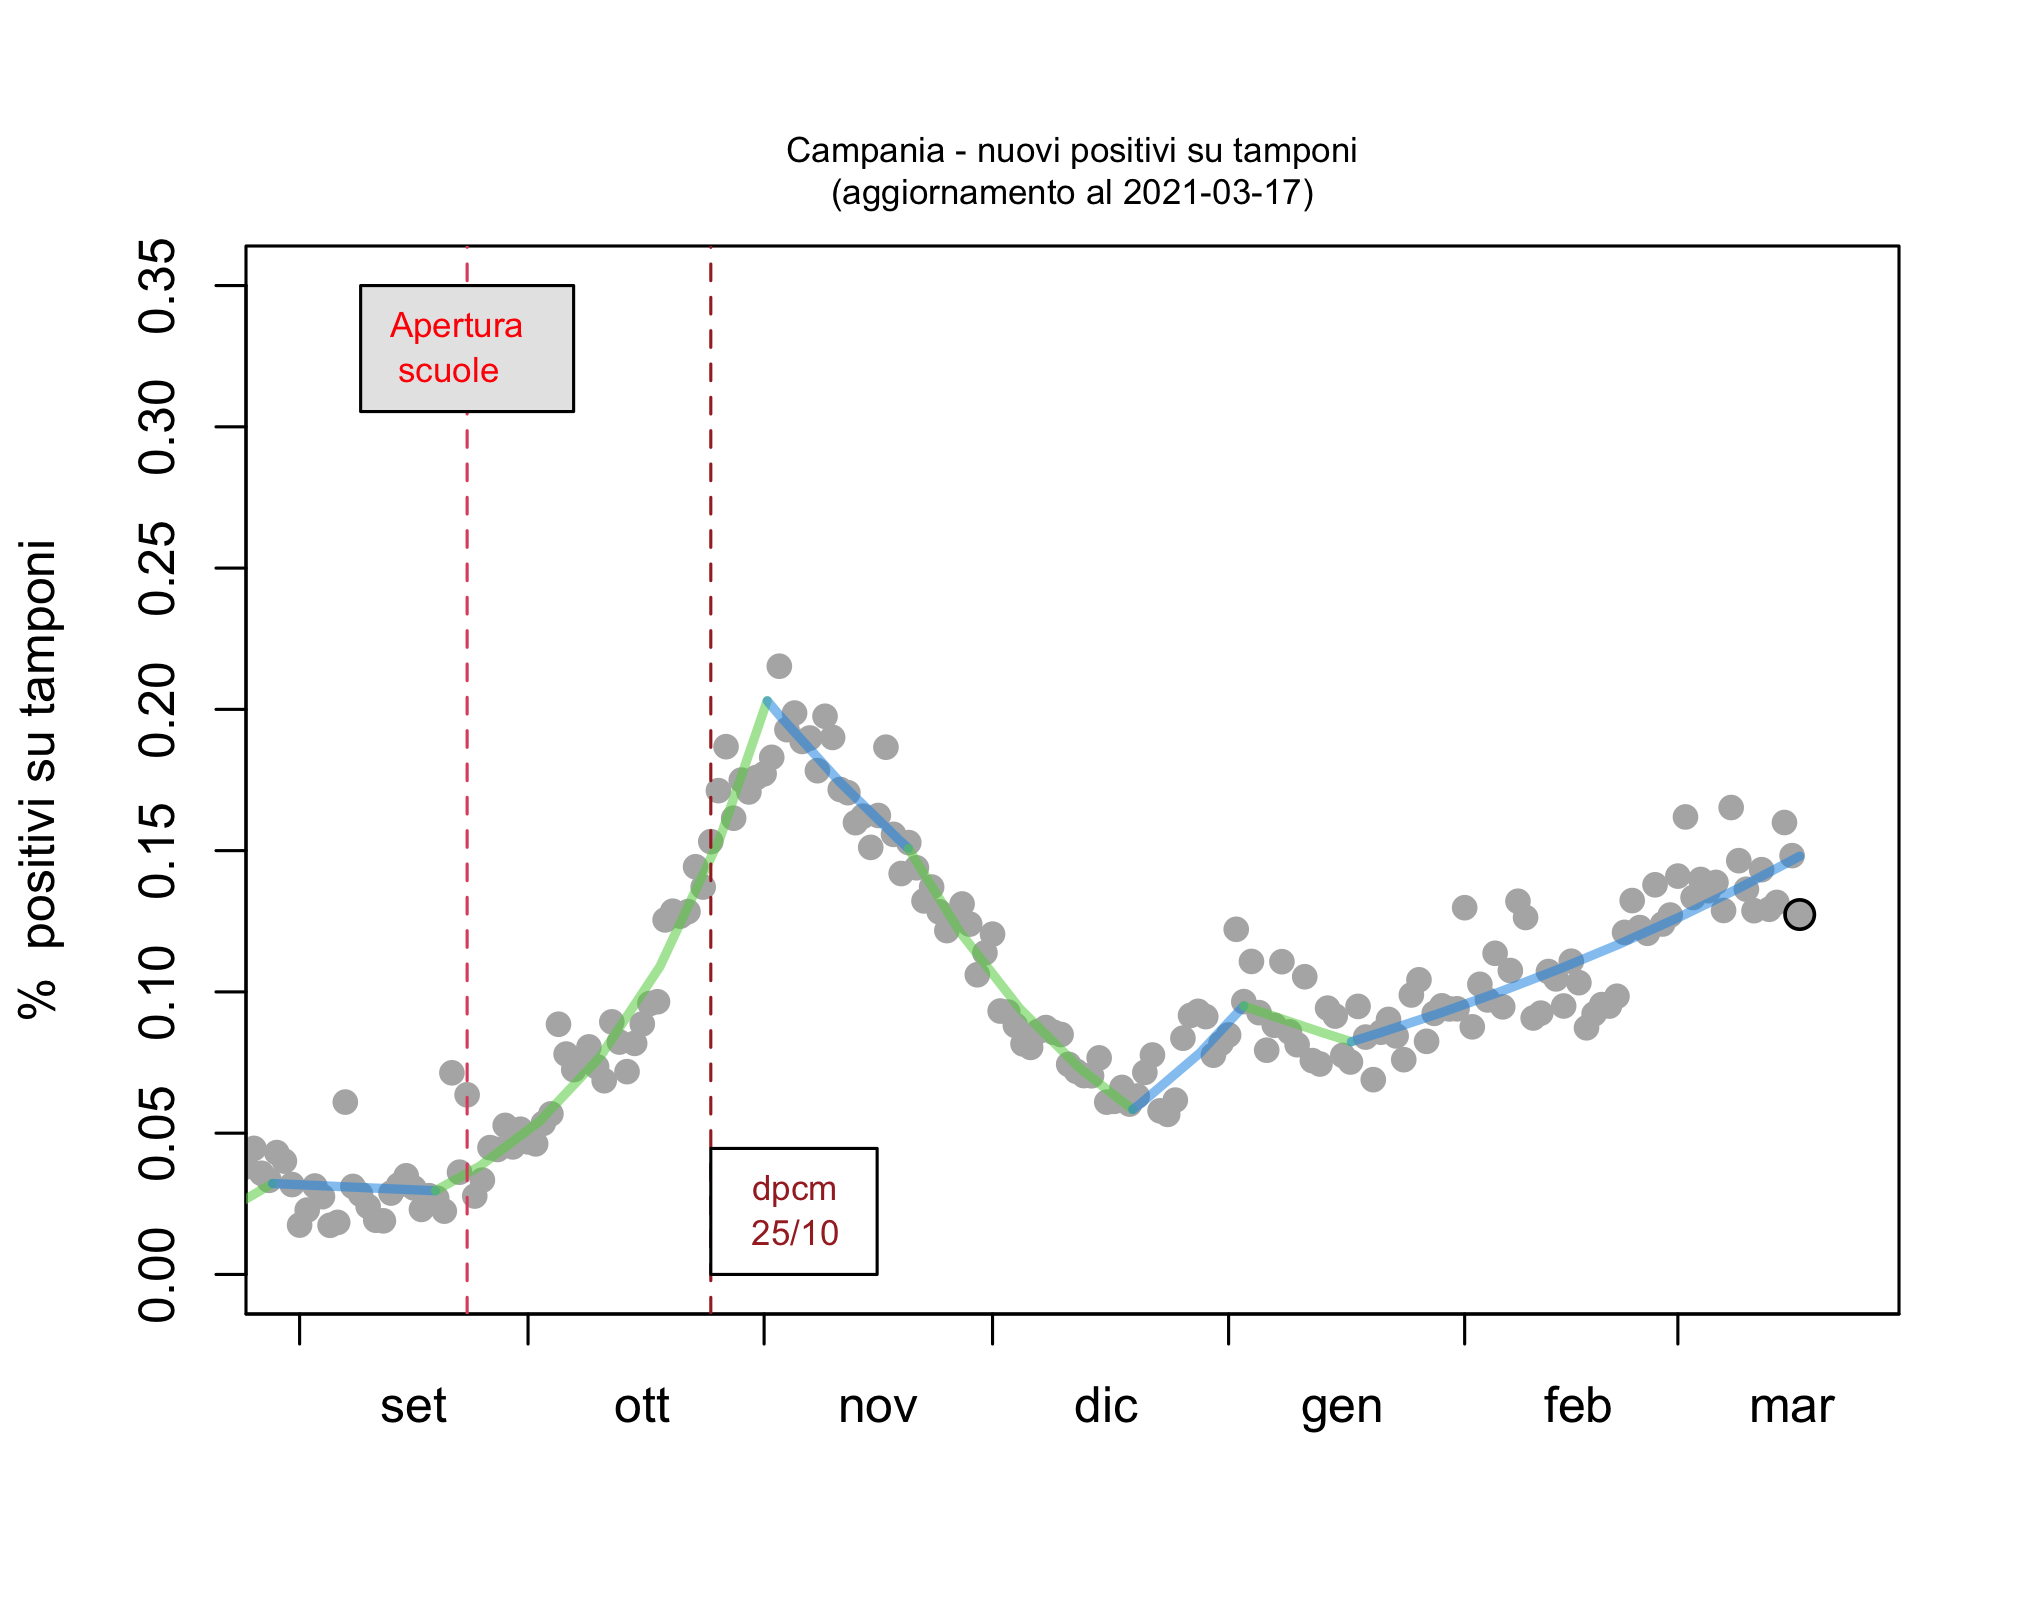 Campania - nuovi positivi su tamponi
(aggiornamento al 2021-03-17)
% positivi su tamponi
0.35
0.30
0.25
0.20
0.15
0.10
0.05
0.00
Apertura
scuole
dpcm
25/10
set ott nov dic gen feb mar